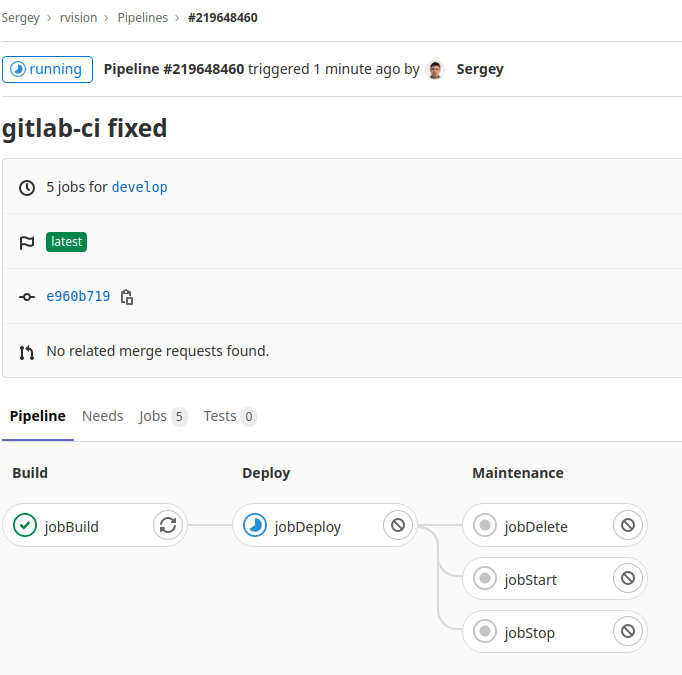 Sergey › rvision › Pipelines › #219648460
running Pipeline #219648460 triggered 1 minute ago by Sergey
gitlab-ci fixed
5 jobs for develop
latest
e960b719
No related merge requests found.
Pipeline Needs Jobs 5 Tests 0
Build Deploy Maintenance
jobBuild jobDeploy jobDelete
jobStart
jobStop